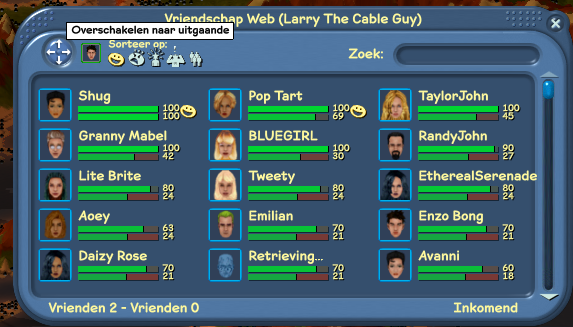 Vriendschap Web (Larry The Cable Guy)
Overschakelen naar uitgaande
Sorteer op:
Zoek:
Shug
100
100
Pop Tart
100
69
TaylorJohn
100
45
Granny Mabel
100
42
BLUEGIRL
100
30
RandyJohn
90
27
Lite Brite
80
24
Tweety
80
24
EtherealSerenade
80
24
Aoey
63
24
Emilian
70
21
Enzo Bong
70
21
Daizy Rose
70
21
Retrieving...
70
21
Avanni
60
18
Vrienden 2 - Vrienden 0
Inkomend